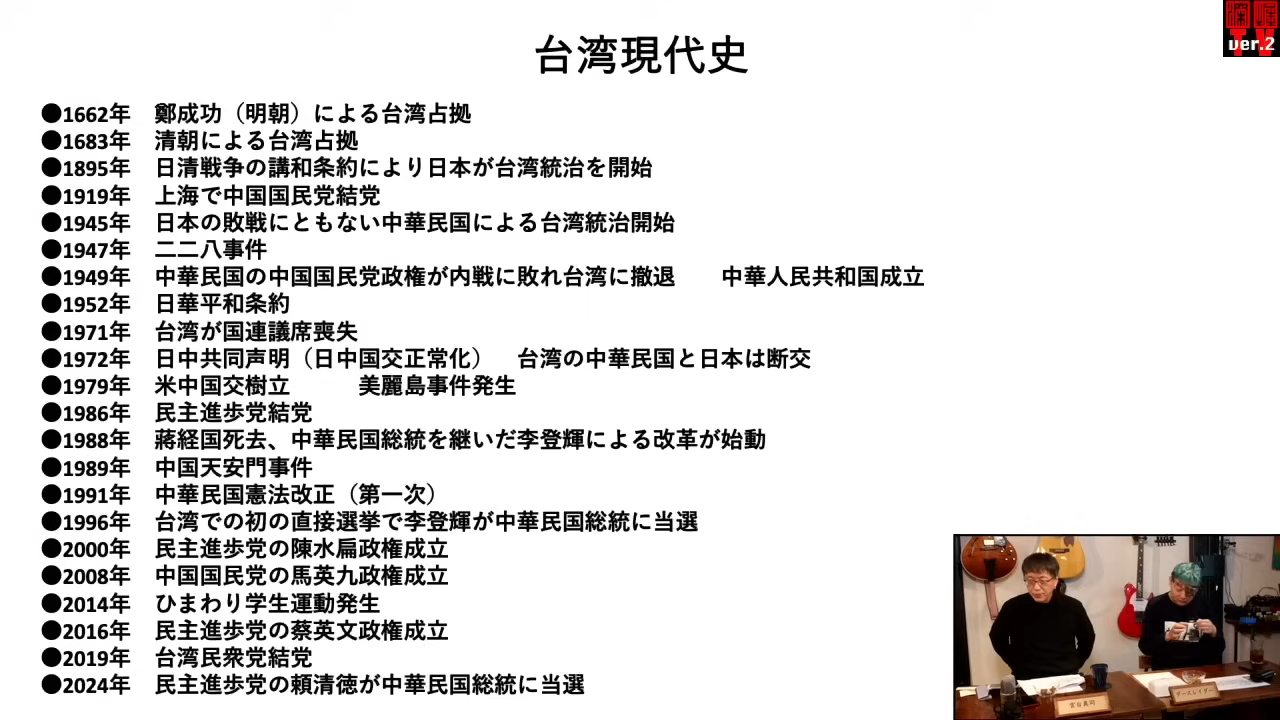 台湾現代史
ver.2
●1662年 鄭成功（明朝）による台湾占拠
●1683年 清朝による台湾占拠
●1895年 日清戦争の講和条約により日本が台湾統治を開始
●1919年 上海で中国国民党結党
●1945年 日本の敗戦にともない中華民国による台湾統治開始
●1947年 二二八事件
●1949年 中華民国の中国国民党政権が内戦に敗れ台湾に撤退 中華人民共和国成立
●1952年 日華平和条約
●1971年 台湾が国連議席喪失
●1972年 日中共同声明（日中国交正常化） 台湾の中華民国と日本は断交
●1979年 米中国交樹立 美麗島事件発生
●1986年 民主進歩党結党
●1988年 蔣経国死去、中華民国総統を継いだ李登輝による改革が始動
●1989年 中国天安門事件
●1991年 中華民国憲法改正（第一次）
●1996年 台湾での初の直接選挙で李登輝が中華民国総統に当選
●2000年 民主進歩党の陳水扁政権成立
●2008年 中国国民党の馬英九政権成立
●2014年 ひまわり学生運動発生
●2016年 民主進歩党の蔡英文政権成立
●2019年 台湾民衆党結党
●2024年 民主進歩党の頼清徳が中華民国総統に当選
宮台真司
ダースレイダー